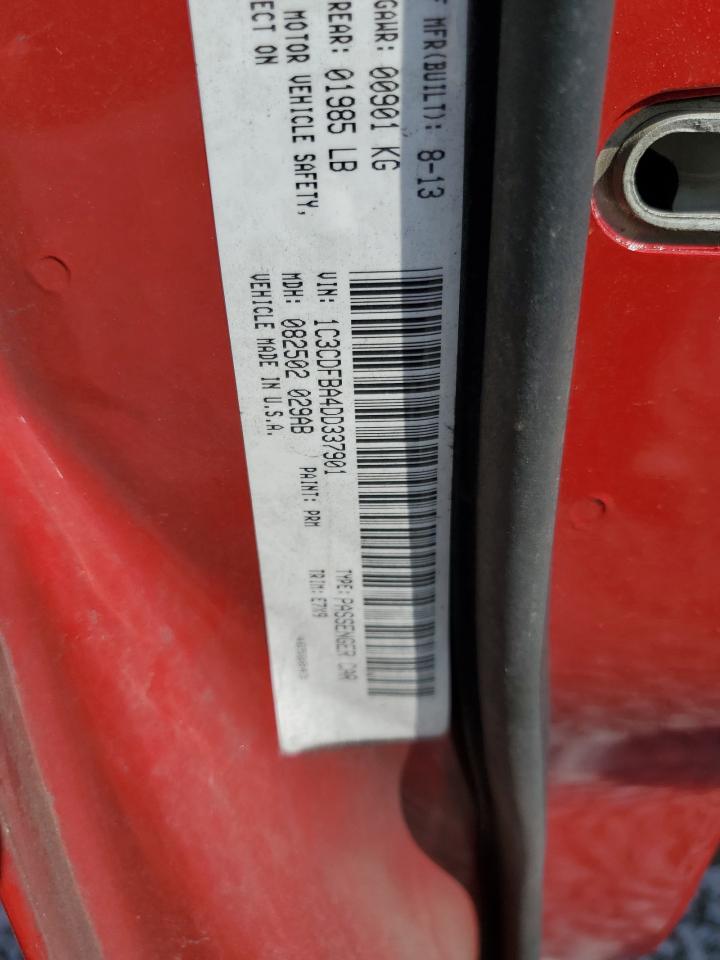 F MFR(BUILT): 8-13
GAWR: 00901 KG
REAR: 01985 LB
MOTOR VEHICLE SAFETY,
ECT ON
VIN: 1C3CDFBA4DD337901
TYPE: PASSENGER CAR
MDH: 082502 029AB
PAINT: PRM
TRIM: E7X9
VEHICLE MADE IN U.S.A.